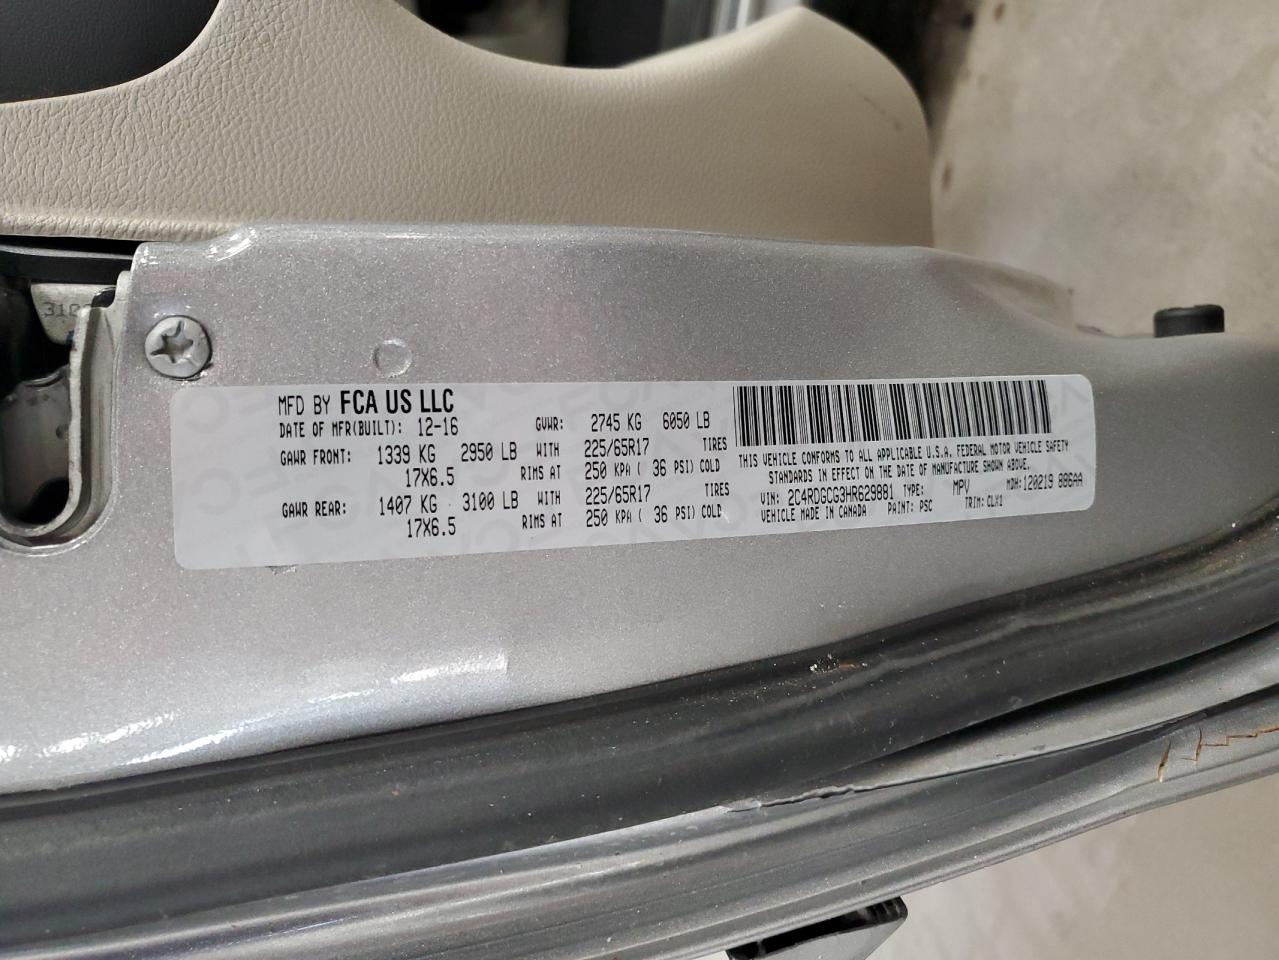 MFD BY FCA US LLC
DATE OF MFR(BUILT): 12-16 GVWR: 2745 KG 6050 LB
GAWR FRONT: 1339 KG 2950 LB WITH 225/65R17 TIRES
17X6.5 RIMS AT 250 KPA ( 36 PSI) COLD
GAWR REAR: 1407 KG 3100 LB WITH 225/65R17 TIRES
17X6.5 RIMS AT 250 KPA ( 36 PSI) COLD
THIS VEHICLE CONFORMS TO ALL APPLICABLE U.S.A. FEDERAL MOTOR VEHICLE SAFETY
STANDARDS IN EFFECT ON THE DATE OF MANUFACTURE SHOWN ABOVE.
VIN: 2C4RDGCG3HR629881 TYPE: MPV MDH: 120219 886AA
VEHICLE MADE IN CANADA PAINT: PSC TRIM: CLX1